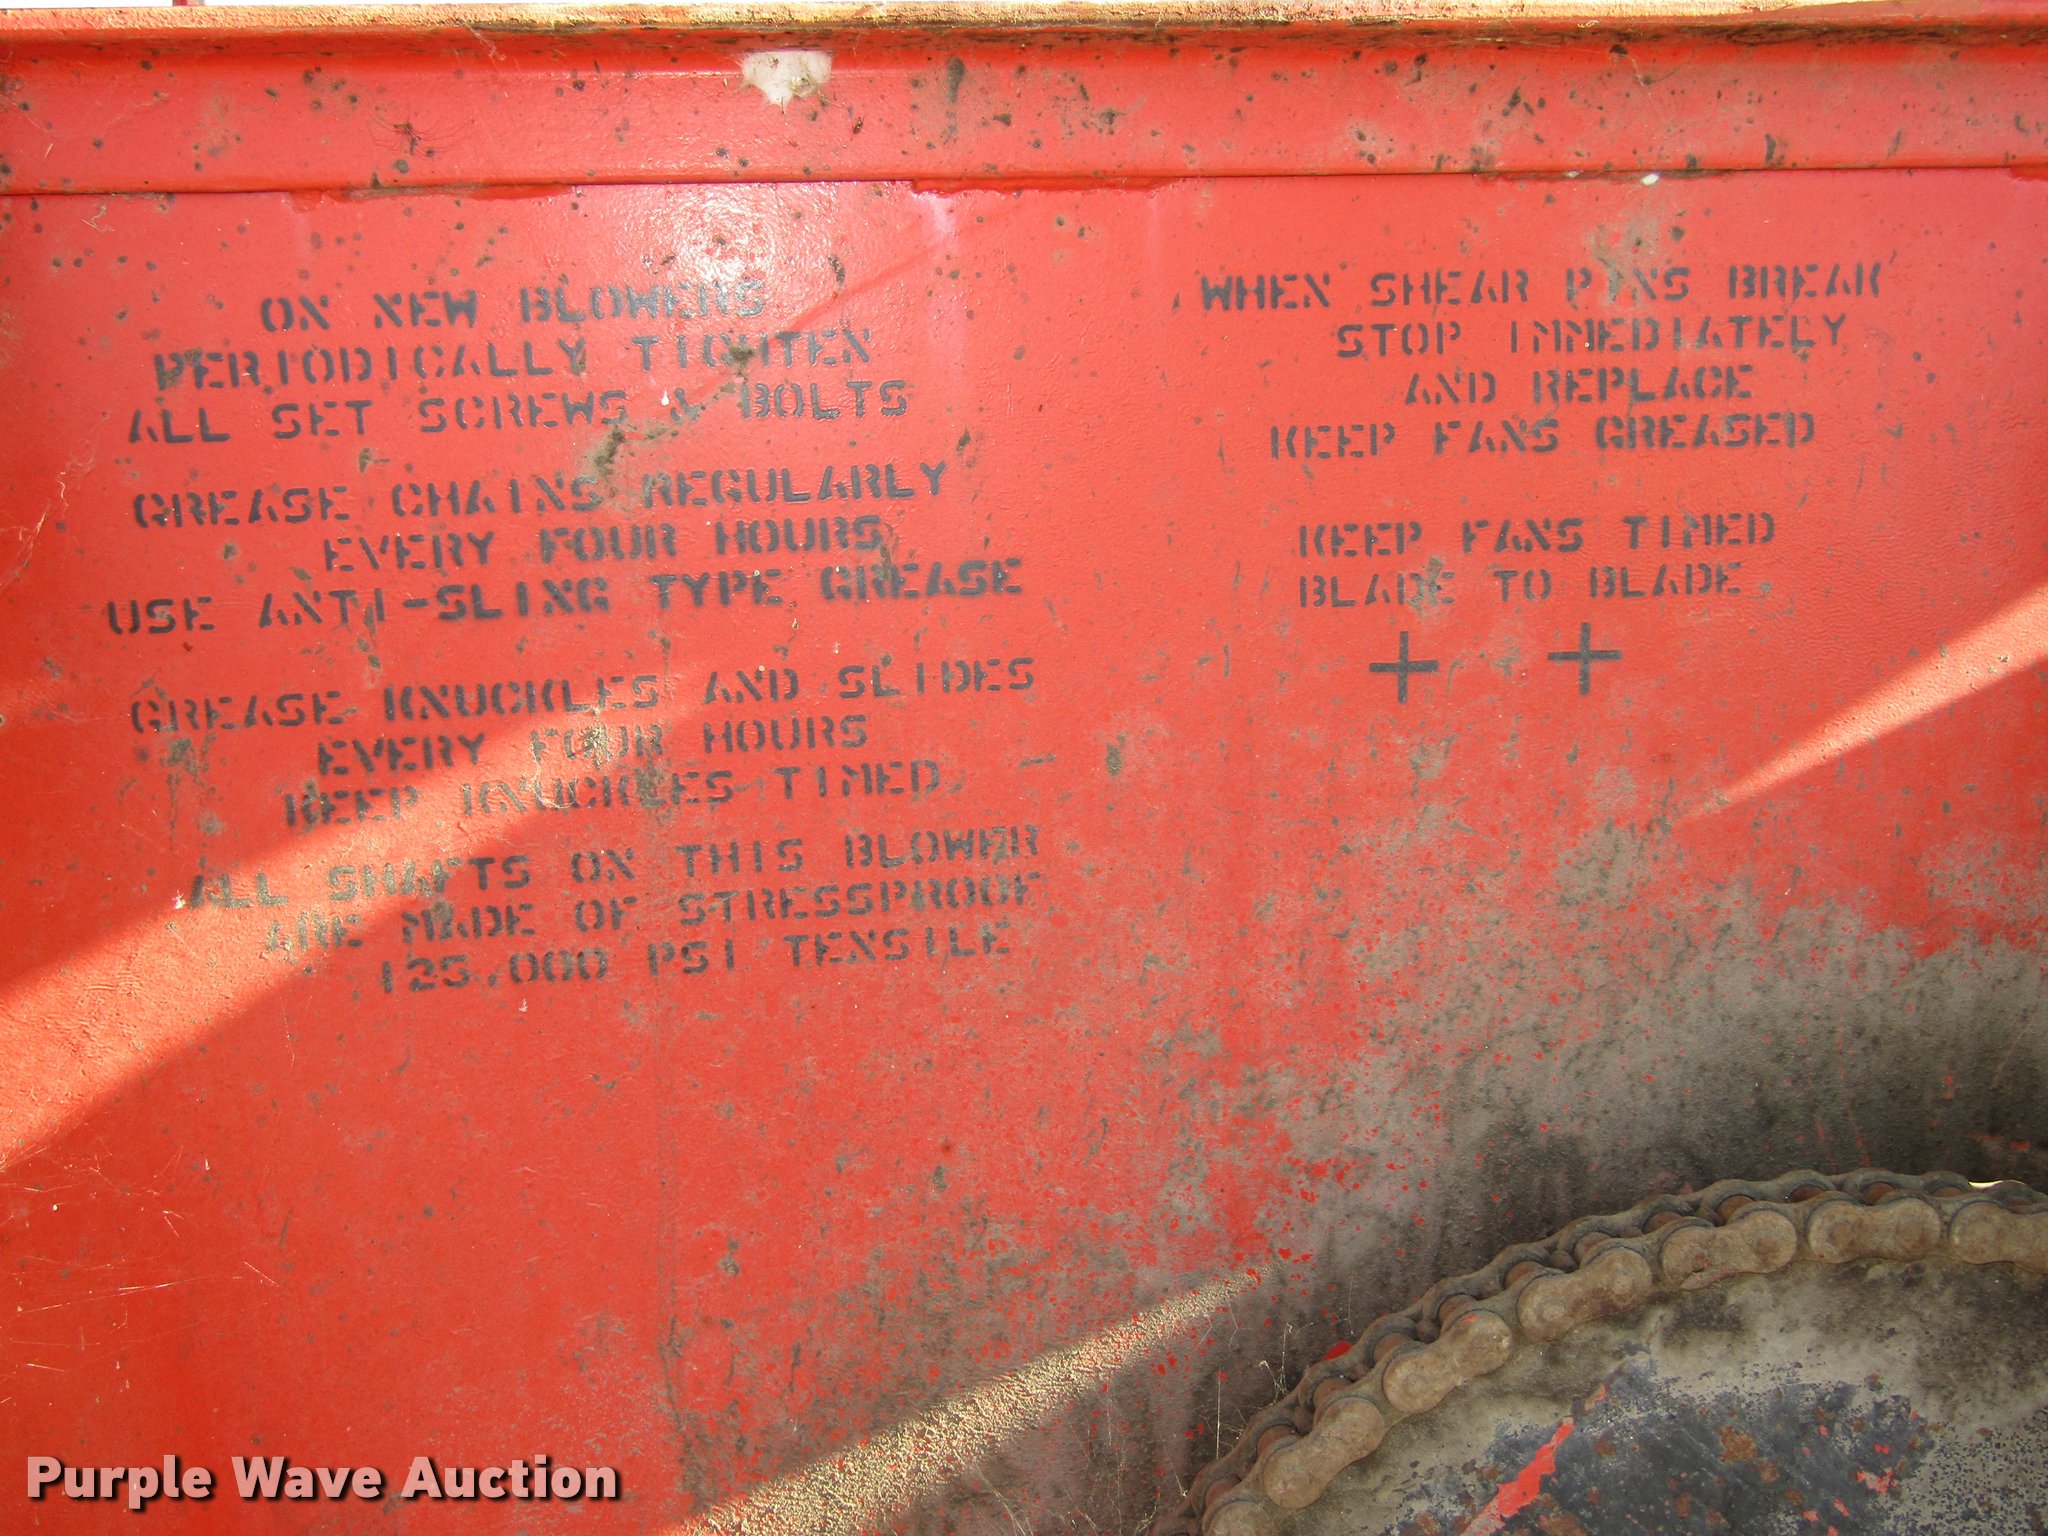 ON NEW BLOWERS
PERIODICALLY TIGHTEN
ALL SET SCREWS & BOLTS
GREASE CHAINS REGULARLY
EVERY FOUR HOURS
USE ANTI-SLING TYPE GREASE
GREASE KNUCKLES AND SLIDES
EVERY FOUR HOURS
KEEP KNUCKLES TIMED
ALL SHAFTS ON THIS BLOWER
ARE MADE OF STRESSPROOF
125,000 PSI TENSILE
WHEN SHEAR PINS BREAK
STOP IMMEDIATELY
AND REPLACE
KEEP FANS GREASED
KEEP FANS TIMED
BLADE TO BLADE
+ +
Purple Wave Auction